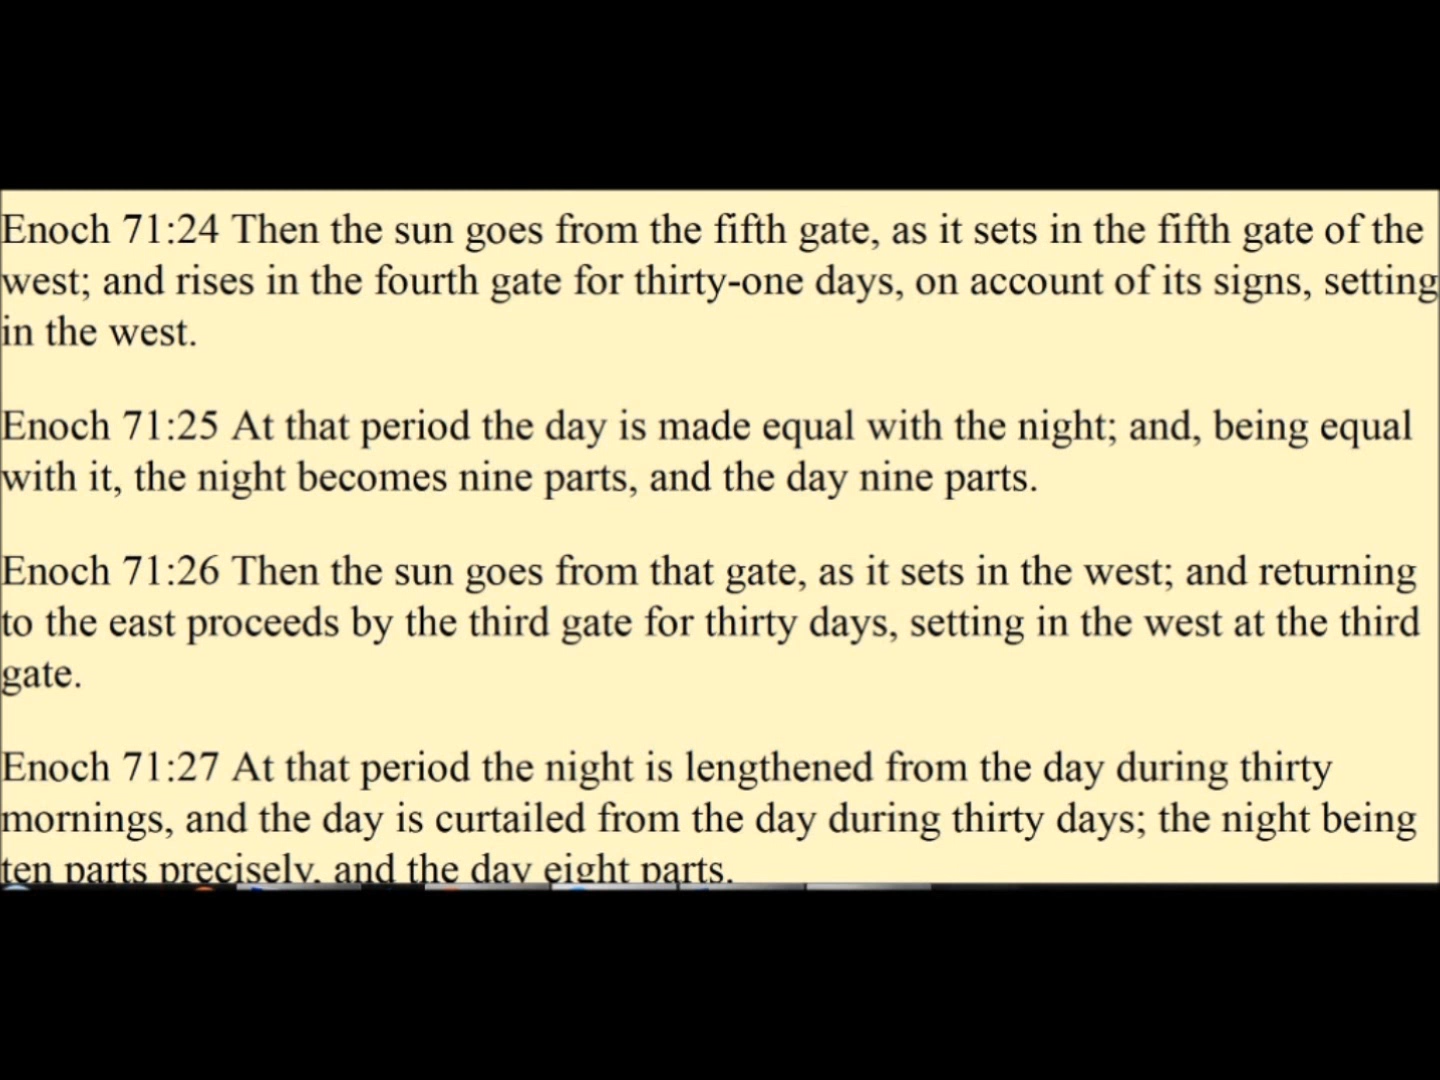 Enoch 71:24 Then the sun goes from the fifth gate, as it sets in the fifth gate of the
west; and rises in the fourth gate for thirty-one days, on account of its signs, setting
in the west.
Enoch 71:25 At that period the day is made equal with the night; and, being equal
with it, the night becomes nine parts, and the day nine parts.
Enoch 71:26 Then the sun goes from that gate, as it sets in the west; and returning
to the east proceeds by the third gate for thirty days, setting in the west at the third
gate.
Enoch 71:27 At that period the night is lengthened from the day during thirty
mornings, and the day is curtailed from the day during thirty days; the night being
ten parts precisely, and the day eight parts.